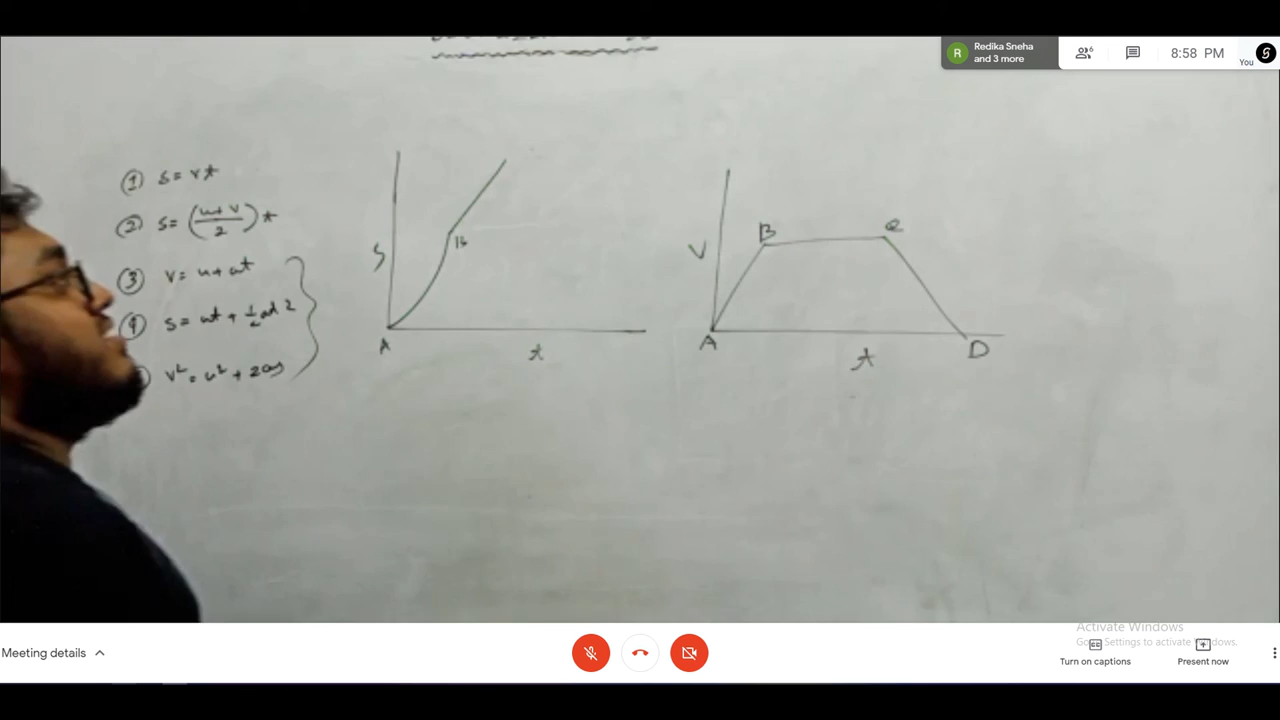 R
Redika Sneha
and 3 more
6
8:58 PM
You
① s = vt
② s = (u+v/2)t
③ v = u + at
④ s = ut + ½at2
v² = u² + 2as
S
A
B
t
V
A
B
C
D
t
Activate Windows
Go to Settings to activate Windows.
Meeting details
Turn on captions
Present now